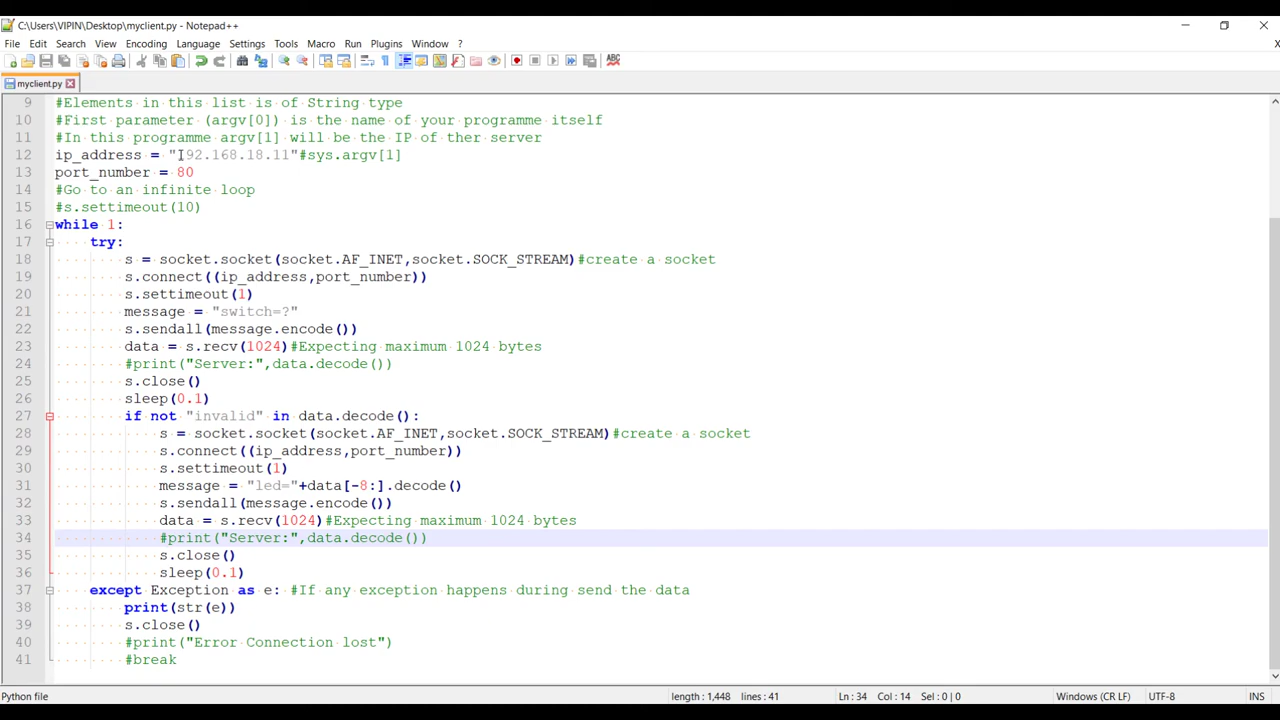 C:\Users\VIPIN\Desktop\myclient.py - Notepad++
File Edit Search View Encoding Language Settings Tools Macro Run Plugins Window ?
myclient.py
9 #Elements in this list is of String type
10 #First parameter (argv[0]) is the name of your programme itself
11 #In this programme argv[1] will be the IP of ther server
12 ip_address = "192.168.18.11"#sys.argv[1]
13 port_number = 80
14 #Go to an infinite loop
15 #s.settimeout(10)
16 while 1:
17 try:
18 s = socket.socket(socket.AF_INET,socket.SOCK_STREAM)#create a socket
19 s.connect((ip_address,port_number))
20 s.settimeout(1)
21 message = "switch=?"
22 s.sendall(message.encode())
23 data = s.recv(1024)#Expecting maximum 1024 bytes
24 #print("Server:",data.decode())
25 s.close()
26 sleep(0.1)
27 if not "invalid" in data.decode():
28 s = socket.socket(socket.AF_INET,socket.SOCK_STREAM)#create a socket
29 s.connect((ip_address,port_number))
30 s.settimeout(1)
31 message = "led="+data[-8:].decode()
32 s.sendall(message.encode())
33 data = s.recv(1024)#Expecting maximum 1024 bytes
34 #print("Server:",data.decode())
35 s.close()
36 sleep(0.1)
37 except Exception as e: #If any exception happens during send the data
38 print(str(e))
39 s.close()
40 #print("Error Connection lost")
41 #break
Python file length : 1,448 lines : 41 Ln : 34 Col : 14 Sel : 0 | 0 Windows (CR LF) UTF-8 INS